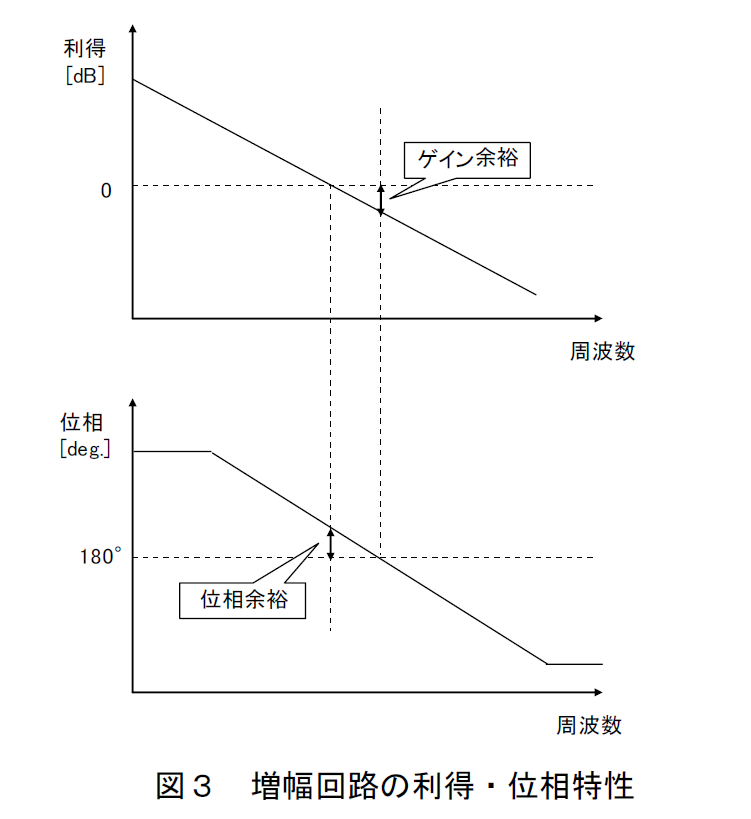 利得
[dB]
ゲイン余裕
0
周波数
位相
[deg.]
180°
位相余裕
周波数
図３　増幅回路の利得・位相特性